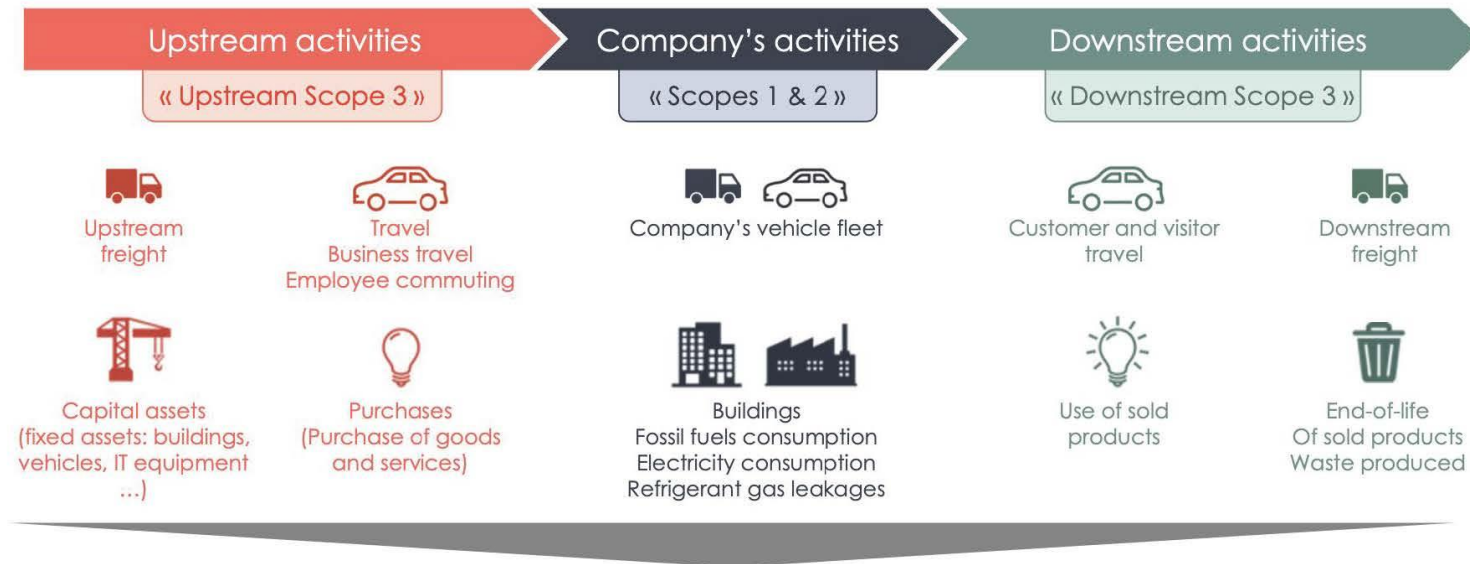 Upstream activities
Company's activities
Downstream activities
« Upstream Scope 3 »
« Scopes 1 & 2 »
« Downstream Scope 3 »
Upstream
freight
Travel
Business travel
Employee commuting
Company's vehicle fleet
Customer and visitor
travel
Downstream
freight
Capital assets
(fixed assets: buildings,
vehicles, IT equipment
...)
Purchases
(Purchase of goods
and services)
Buildings
Fossil fuels consumption
Electricity consumption
Refrigerant gas leakages
Use of sold
products
End-of-life
Of sold products
Waste produced